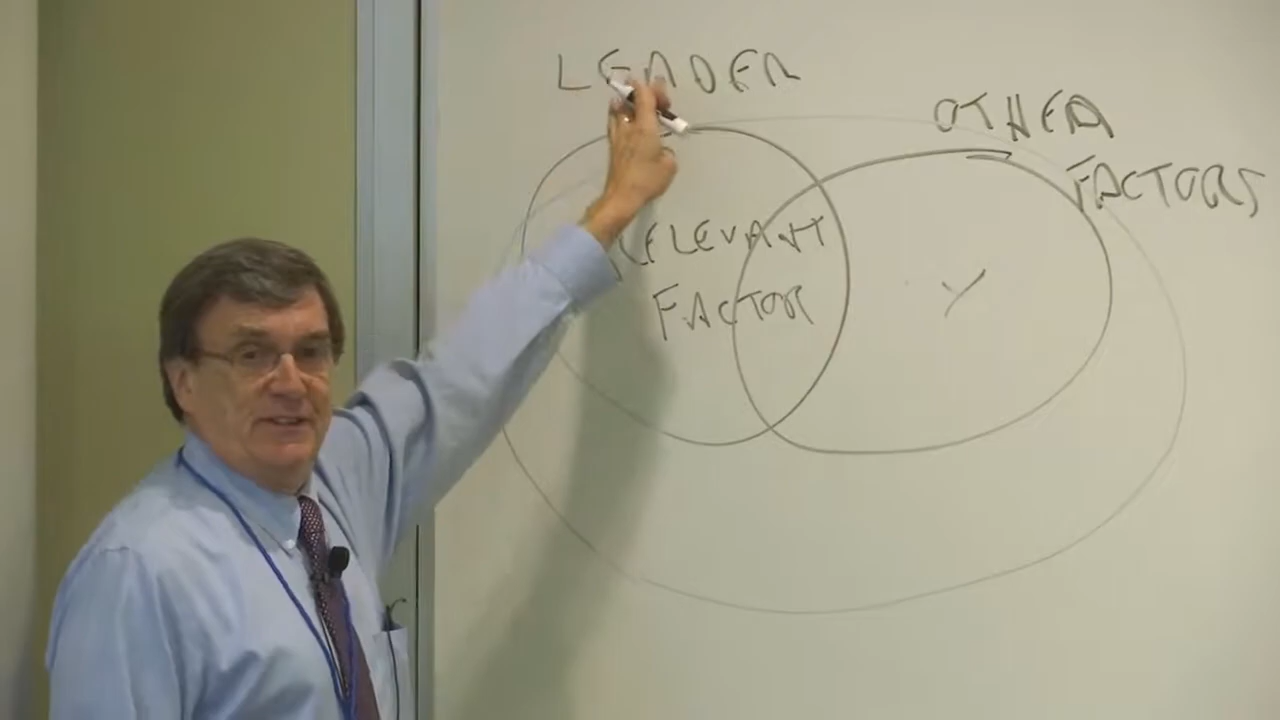 LEADER
OTHER
FACTORS
RELEVANT
FACTOR
Y